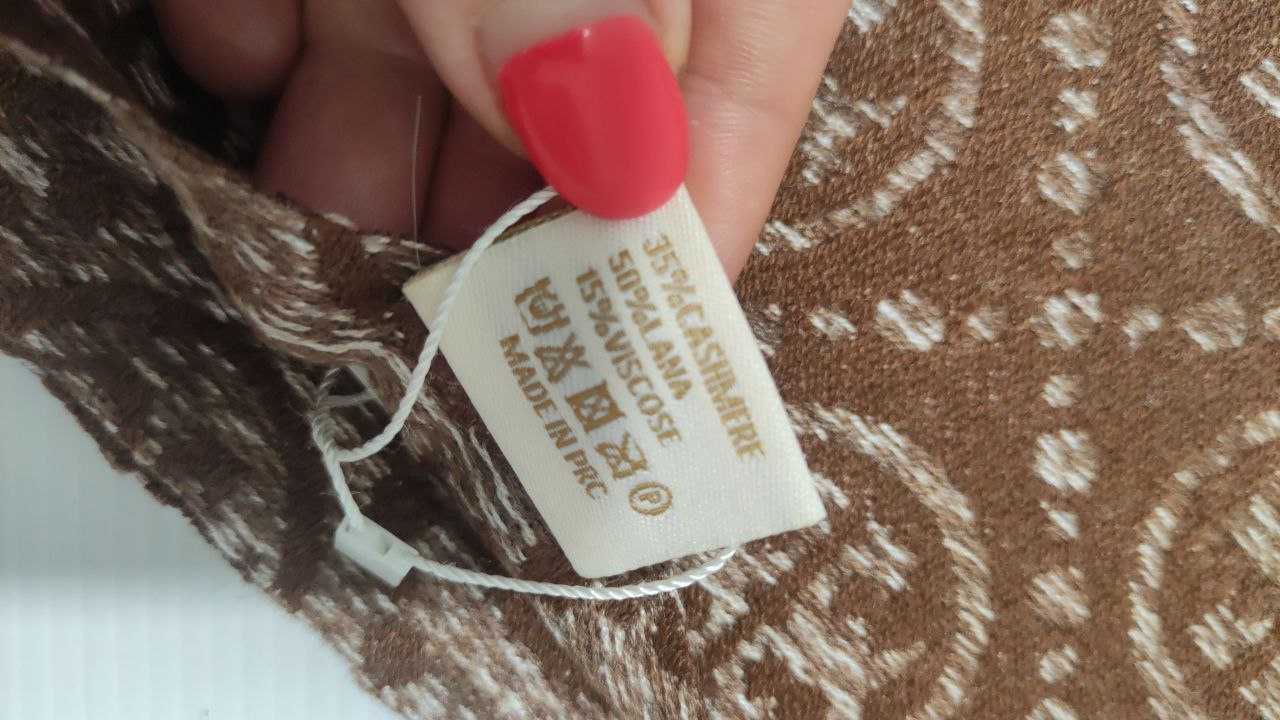 35%CASHMERE
50%LANA
15%VISCOSE
P
MADE IN PRC